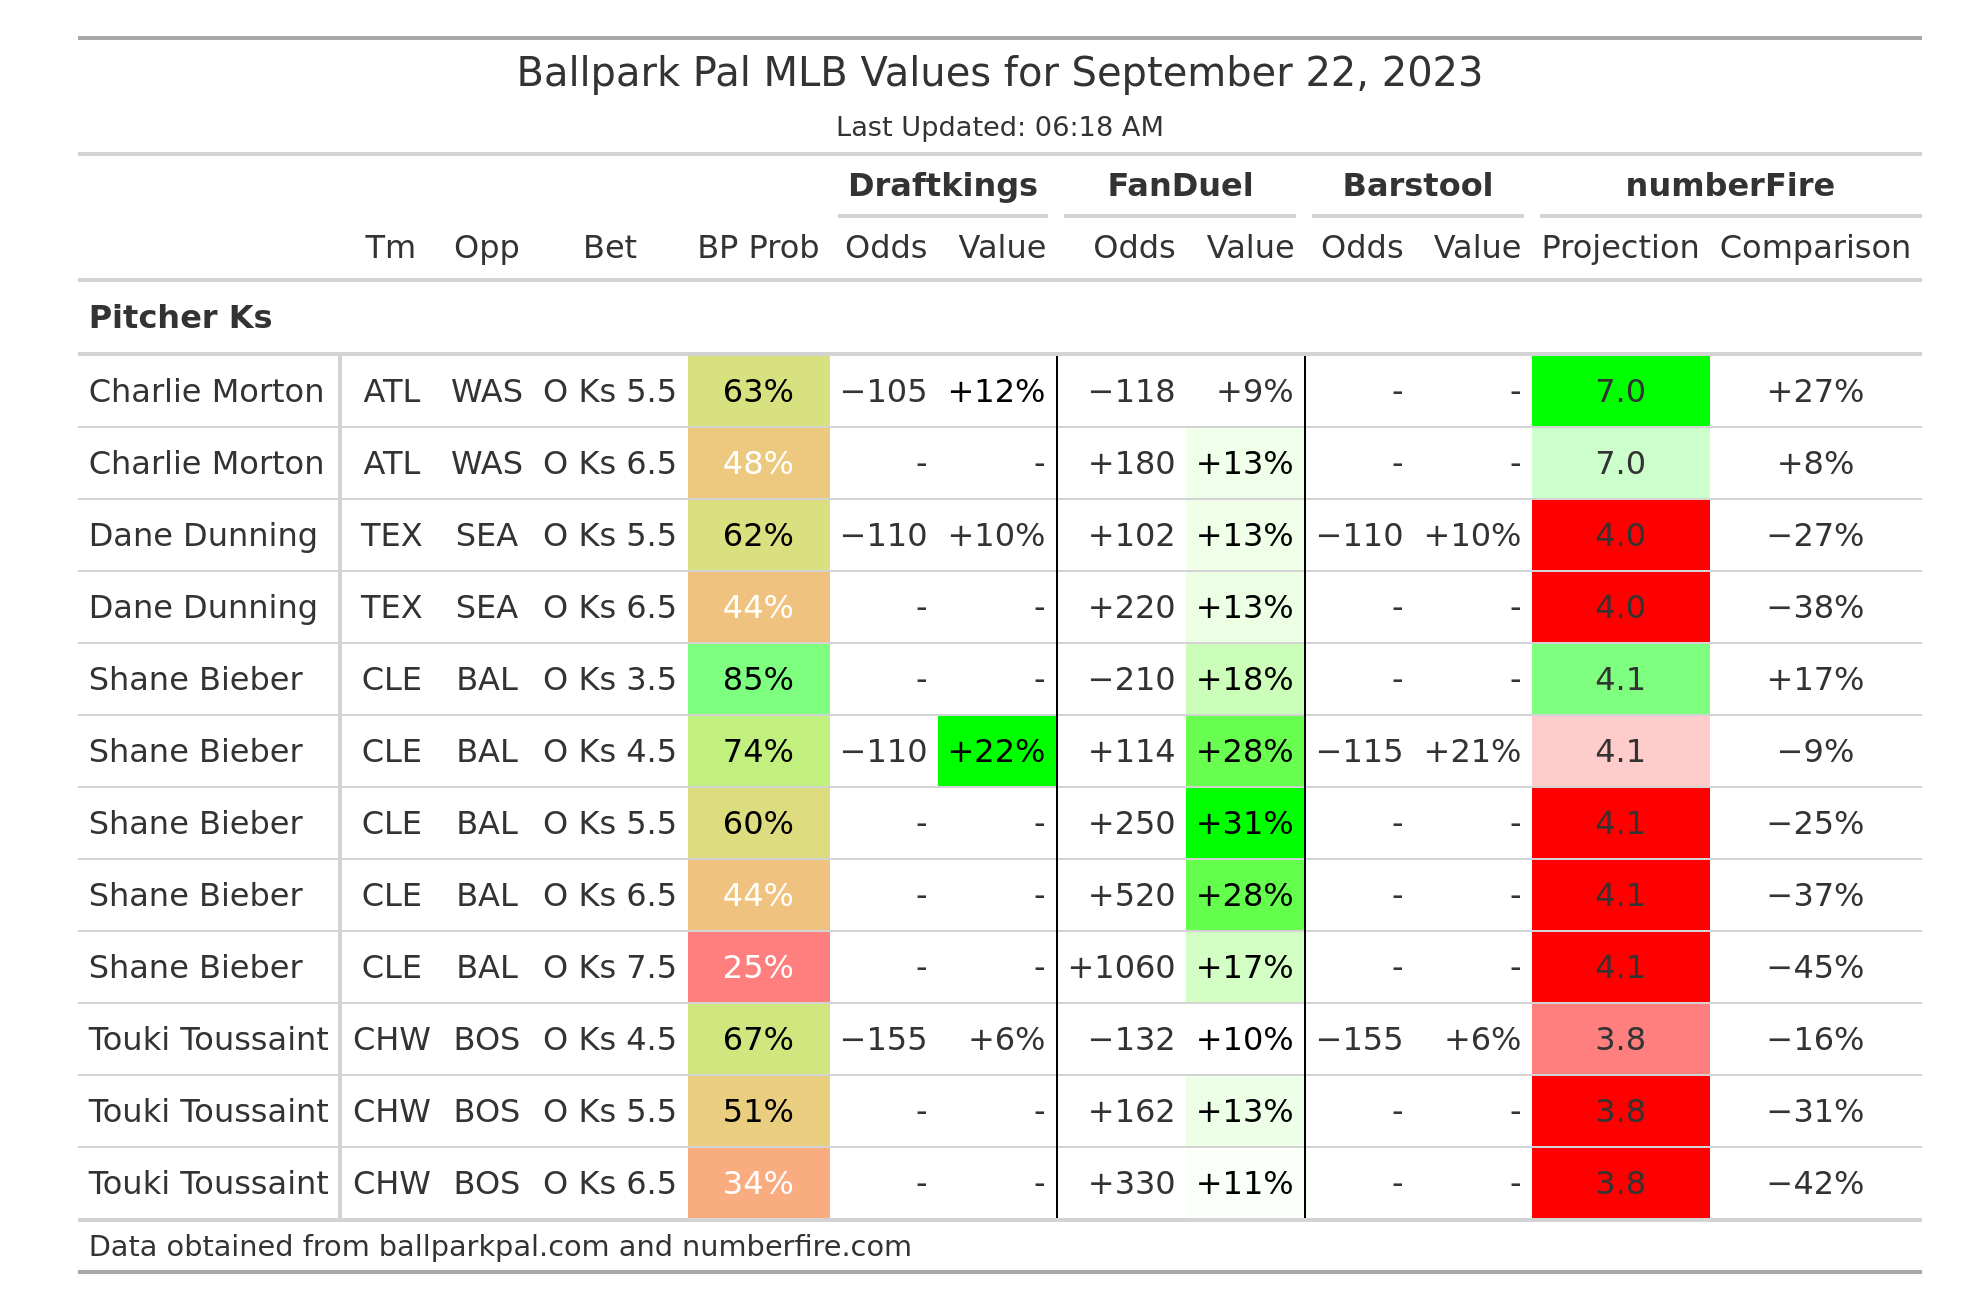 Ballpark Pal MLB Values for September 22, 2023
Last Updated: 06:18 AM
Draftkings FanDuel Barstool numberFire
Tm Opp Bet BP Prob Odds Value Odds Value Odds Value Projection Comparison
Pitcher Ks
Charlie Morton ATL WAS O Ks 5.5 63% −105 +12% −118 +9% - - 7.0 +27%
Charlie Morton ATL WAS O Ks 6.5 48% - - +180 +13% - - 7.0 +8%
Dane Dunning TEX SEA O Ks 5.5 62% −110 +10% +102 +13% −110 +10% 4.0 −27%
Dane Dunning TEX SEA O Ks 6.5 44% - - +220 +13% - - 4.0 −38%
Shane Bieber CLE BAL O Ks 3.5 85% - - −210 +18% - - 4.1 +17%
Shane Bieber CLE BAL O Ks 4.5 74% −110 +22% +114 +28% −115 +21% 4.1 −9%
Shane Bieber CLE BAL O Ks 5.5 60% - - +250 +31% - - 4.1 −25%
Shane Bieber CLE BAL O Ks 6.5 44% - - +520 +28% - - 4.1 −37%
Shane Bieber CLE BAL O Ks 7.5 25% - - +1060 +17% - - 4.1 −45%
Touki Toussaint CHW BOS O Ks 4.5 67% −155 +6% −132 +10% −155 +6% 3.8 −16%
Touki Toussaint CHW BOS O Ks 5.5 51% - - +162 +13% - - 3.8 −31%
Touki Toussaint CHW BOS O Ks 6.5 34% - - +330 +11% - - 3.8 −42%
Data obtained from ballparkpal.com and numberfire.com